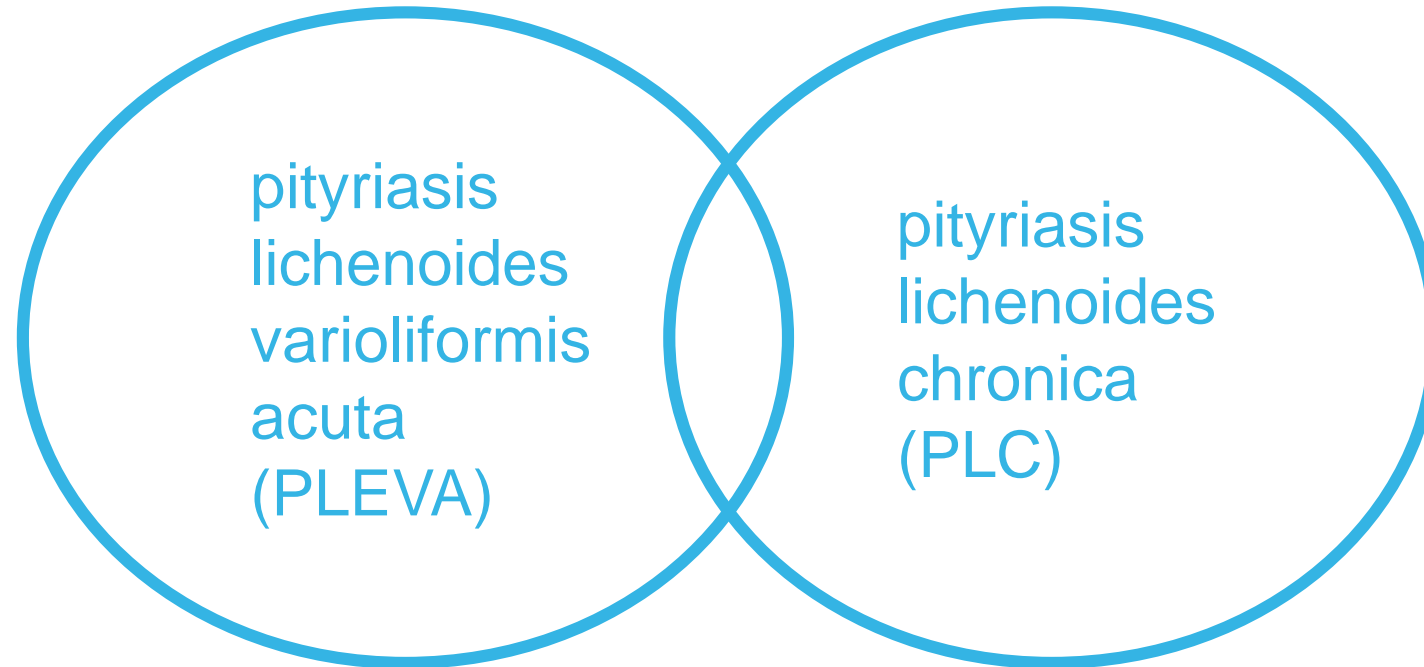 pityriasis
lichenoides
varioliformis
acuta
(PLEVA)
pityriasis
lichenoides
chronica
(PLC)